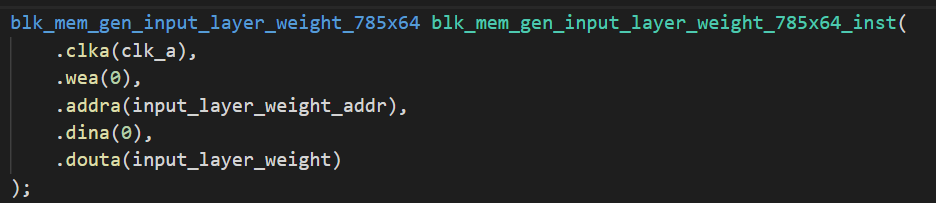 blk_mem_gen_input_layer_weight_785x64 blk_mem_gen_input_layer_weight_785x64_inst(
    .clka(clk_a),
    .wea(0),
    .addra(input_layer_weight_addr),
    .dina(0),
    .douta(input_layer_weight)
);